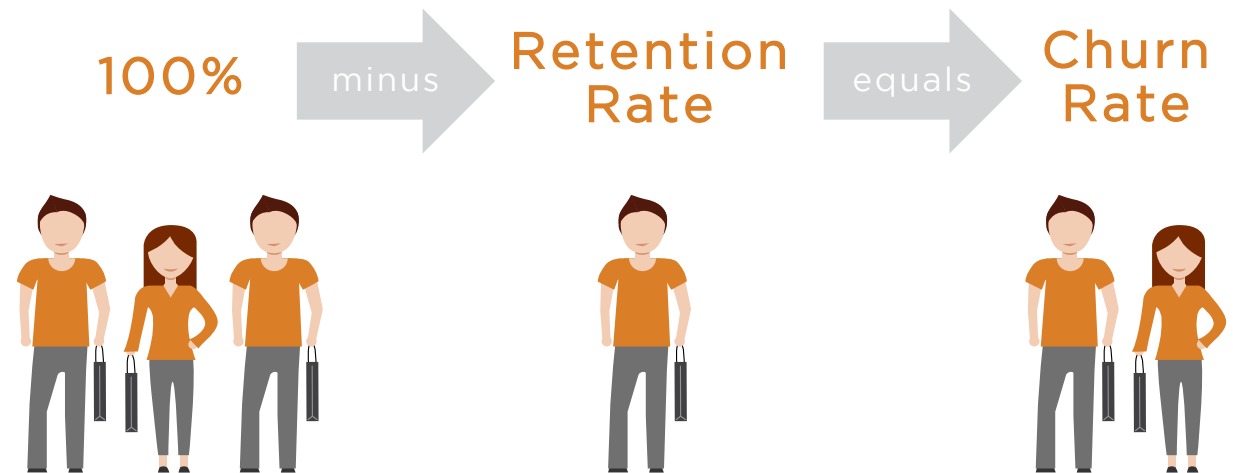 100%
minus
Retention
Rate
equals
Churn
Rate